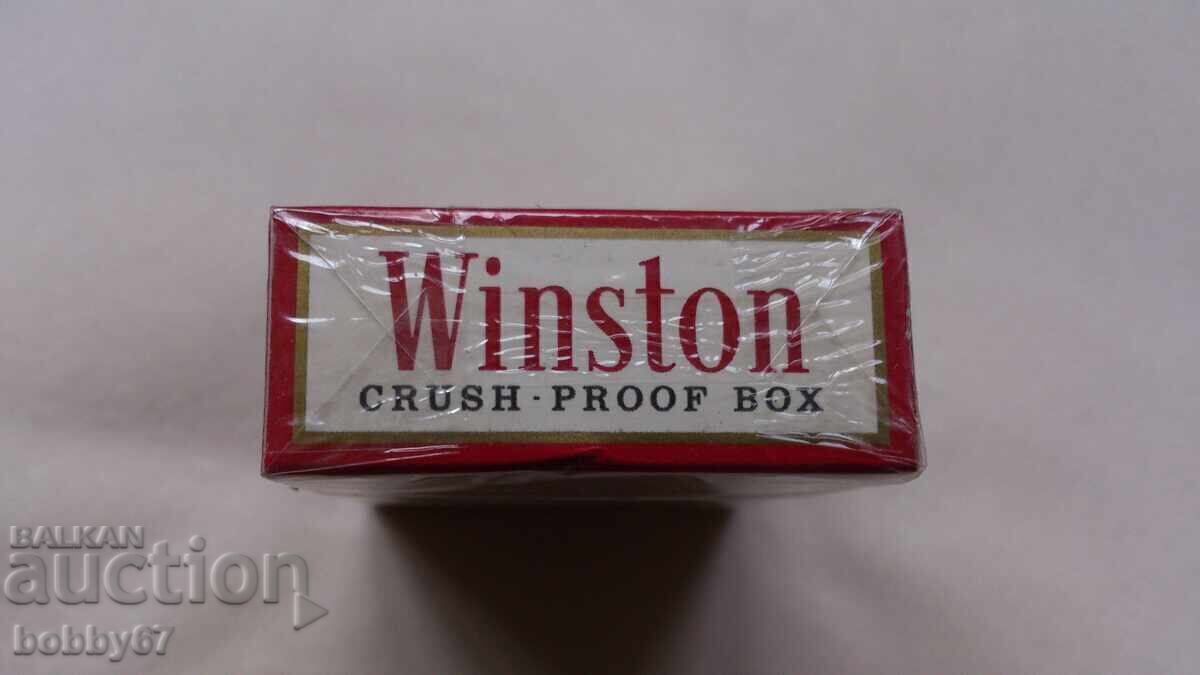 Winston
CRUSH-PROOF BOX
BALKAN
auction
bobby67